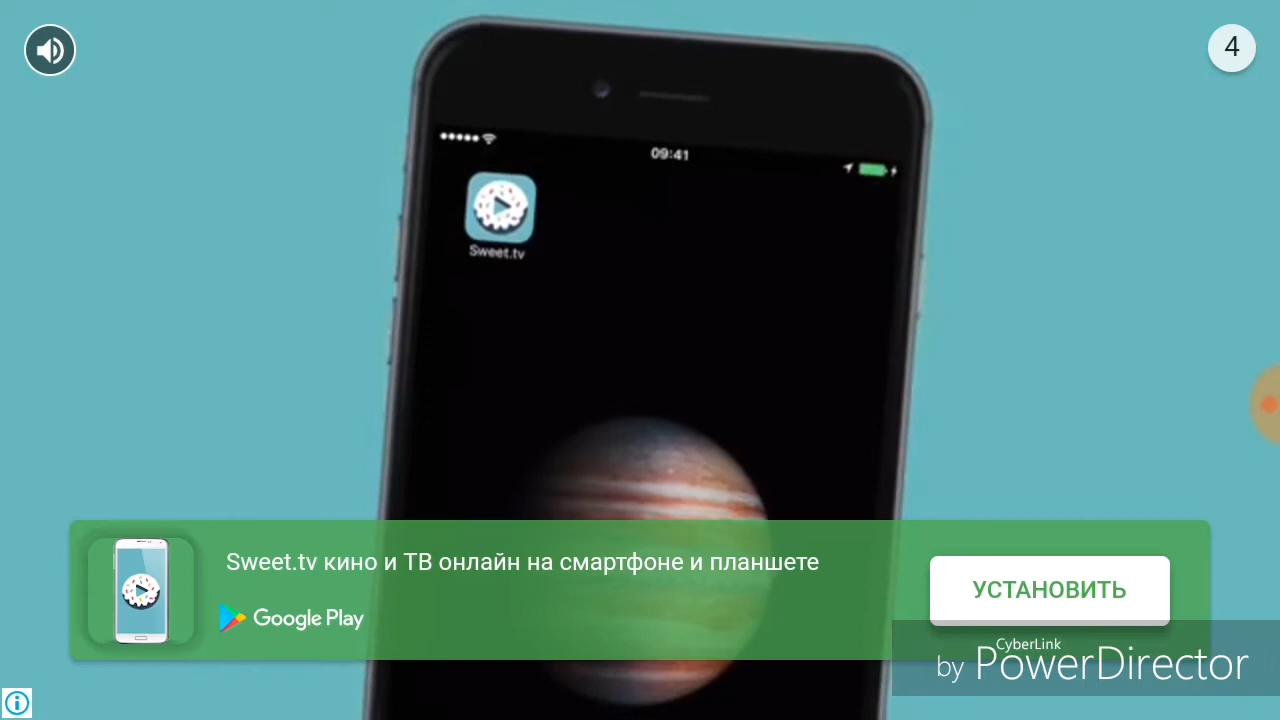 4
09:41
Sweet.tv
Sweet.tv кино и ТВ онлайн на смартфоне и планшете
Google Play
УСТАНОВИТЬ
CyberLink
by PowerDirector